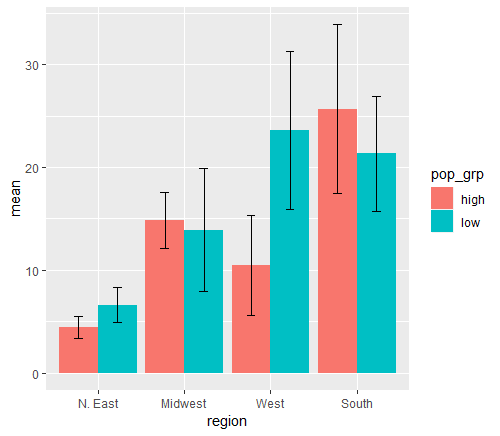 30
20
10
0
mean
N. East Midwest West South
region
pop_grp
high
low